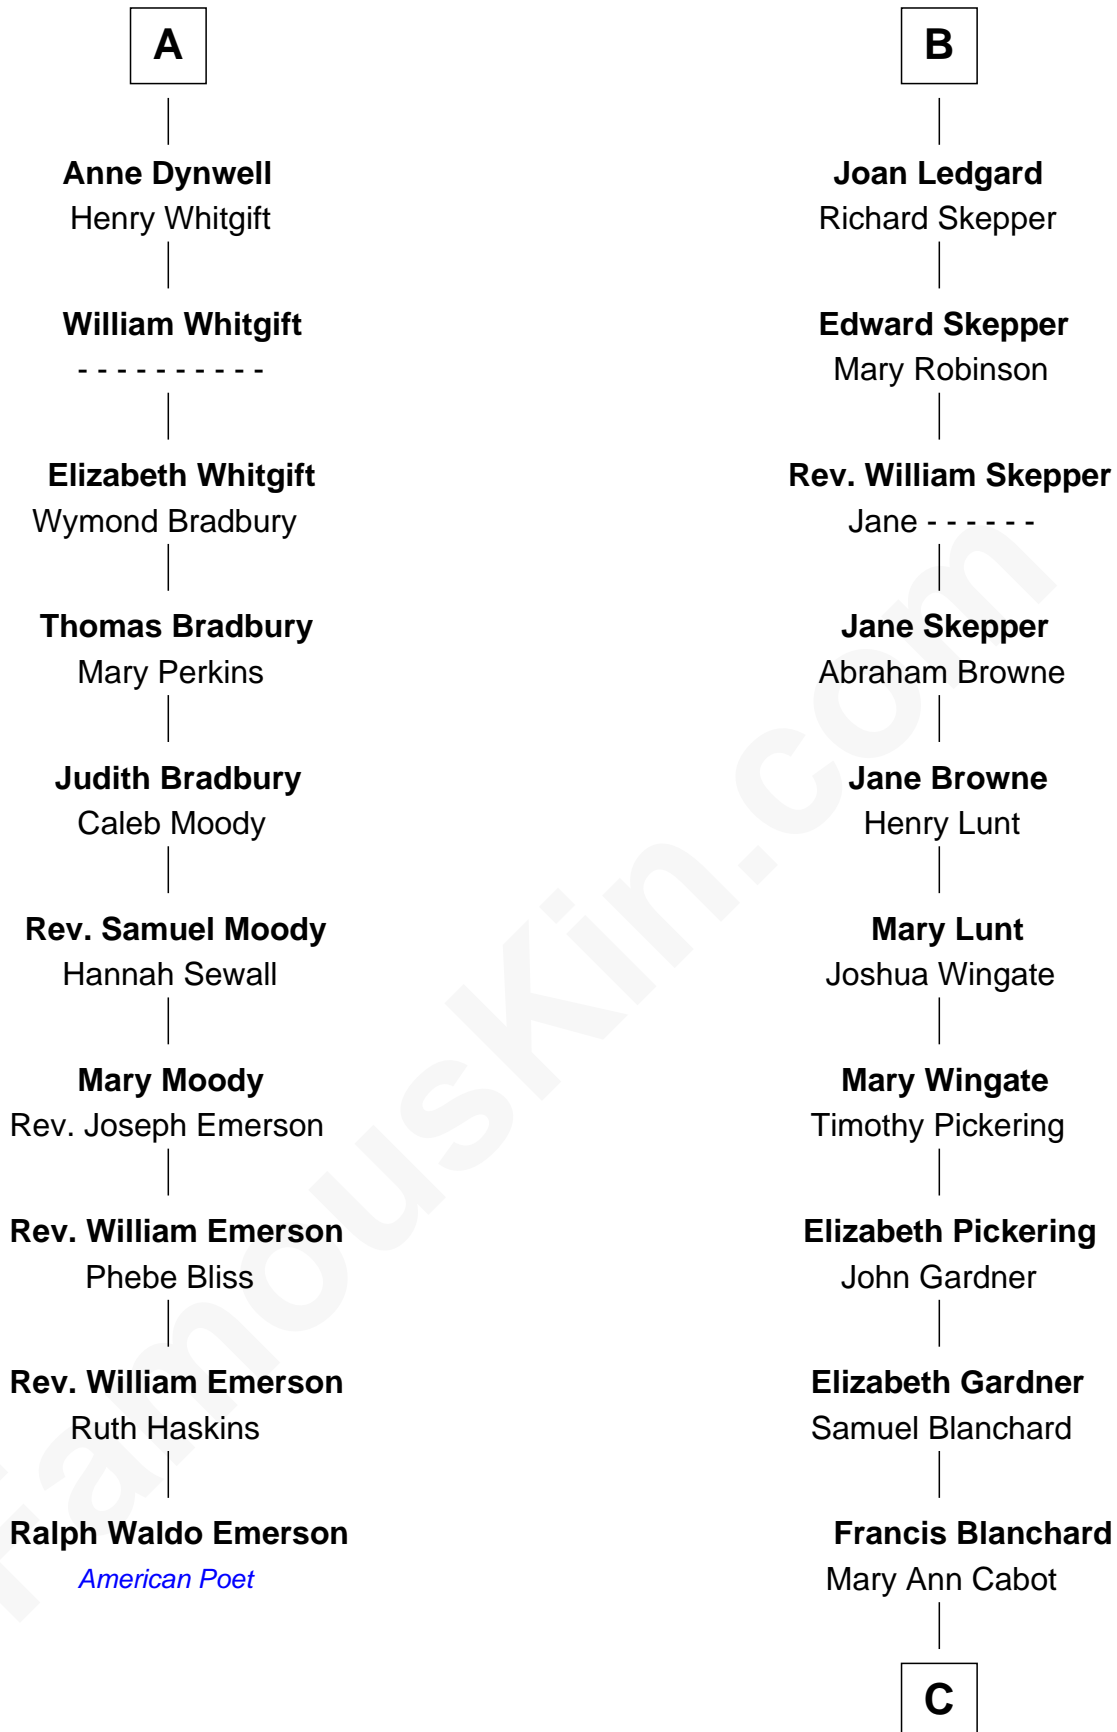 A
Anne Dynwell
Henry Whitgift
William Whitgift
- - - - - - - - - -
Elizabeth Whitgift
Wymond Bradbury
Thomas Bradbury
Mary Perkins
Judith Bradbury
Caleb Moody
Rev. Samuel Moody
Hannah Sewall
Mary Moody
Rev. Joseph Emerson
Rev. William Emerson
Phebe Bliss
Rev. William Emerson
Ruth Haskins
Ralph Waldo Emerson
American Poet
B
Joan Ledgard
Richard Skepper
Edward Skepper
Mary Robinson
Rev. William Skepper
Jane - - - - - -
Jane Skepper
Abraham Browne
Jane Browne
Henry Lunt
Mary Lunt
Joshua Wingate
Mary Wingate
Timothy Pickering
Elizabeth Pickering
John Gardner
Elizabeth Gardner
Samuel Blanchard
Francis Blanchard
Mary Ann Cabot
C
FamousKin.com